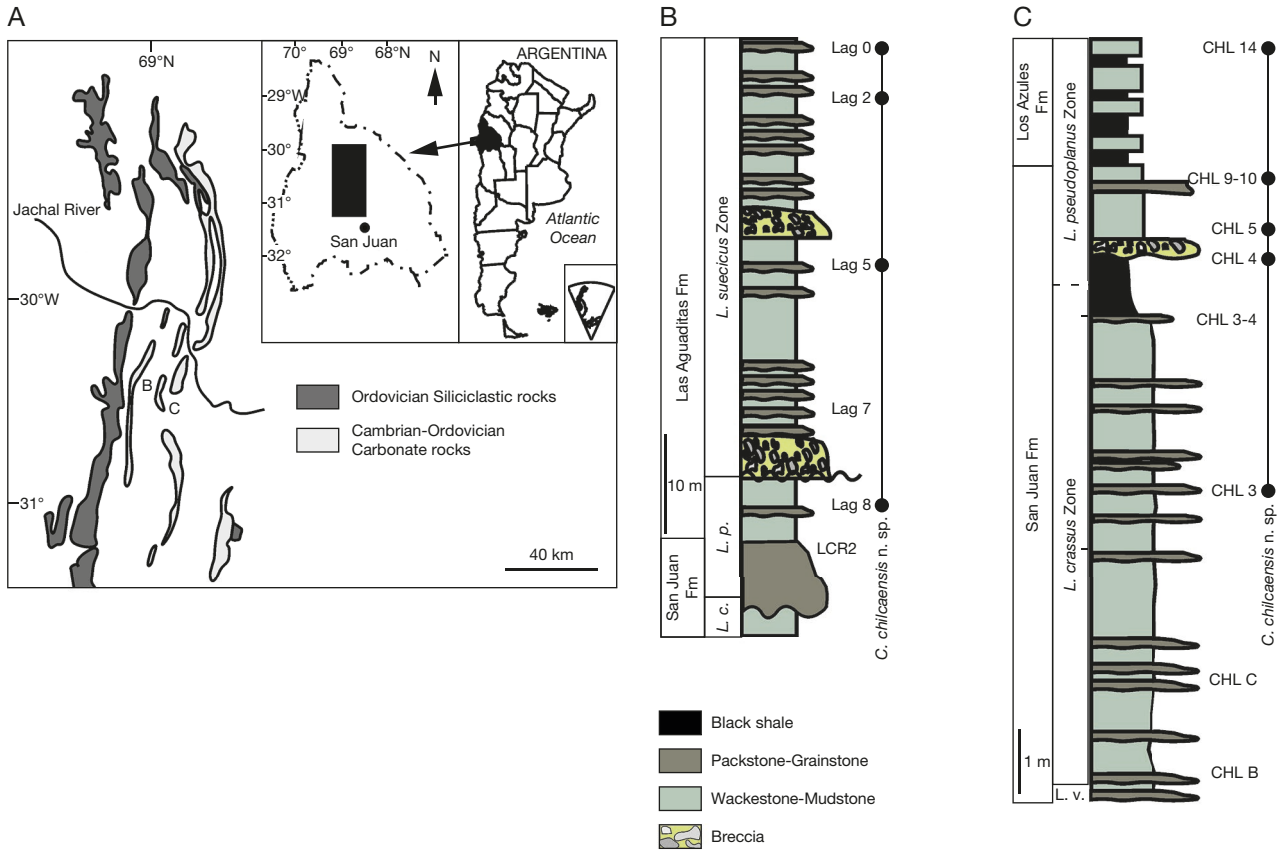 A
69°N
Jachal River
30°W
31°
B
C
70°
69°
68°N
N
29°W
30°
31°
32°
San Juan
ARGENTINA
Atlantic
Ocean
Ordovician Siliciclastic rocks
Cambrian-Ordovician
Carbonate rocks
40 km
B
Las Aguaditas Fm
San Juan
Fm
L. suecicus Zone
L. p.
L. c.
10 m
Lag 0
Lag 2
Lag 5
Lag 7
Lag 8
LCR2
C. chilcaensis n. sp.
Black shale
Packstone-Grainstone
Wackestone-Mudstone
Breccia
C
Los Azules
Fm
San Juan Fm
L. pseudoplanus Zone
L. crassus Zone
L. v.
1 m
CHL 14
CHL 9-10
CHL 5
CHL 4
CHL 3-4
CHL 3
CHL C
CHL B
C. chilcaensis n. sp.